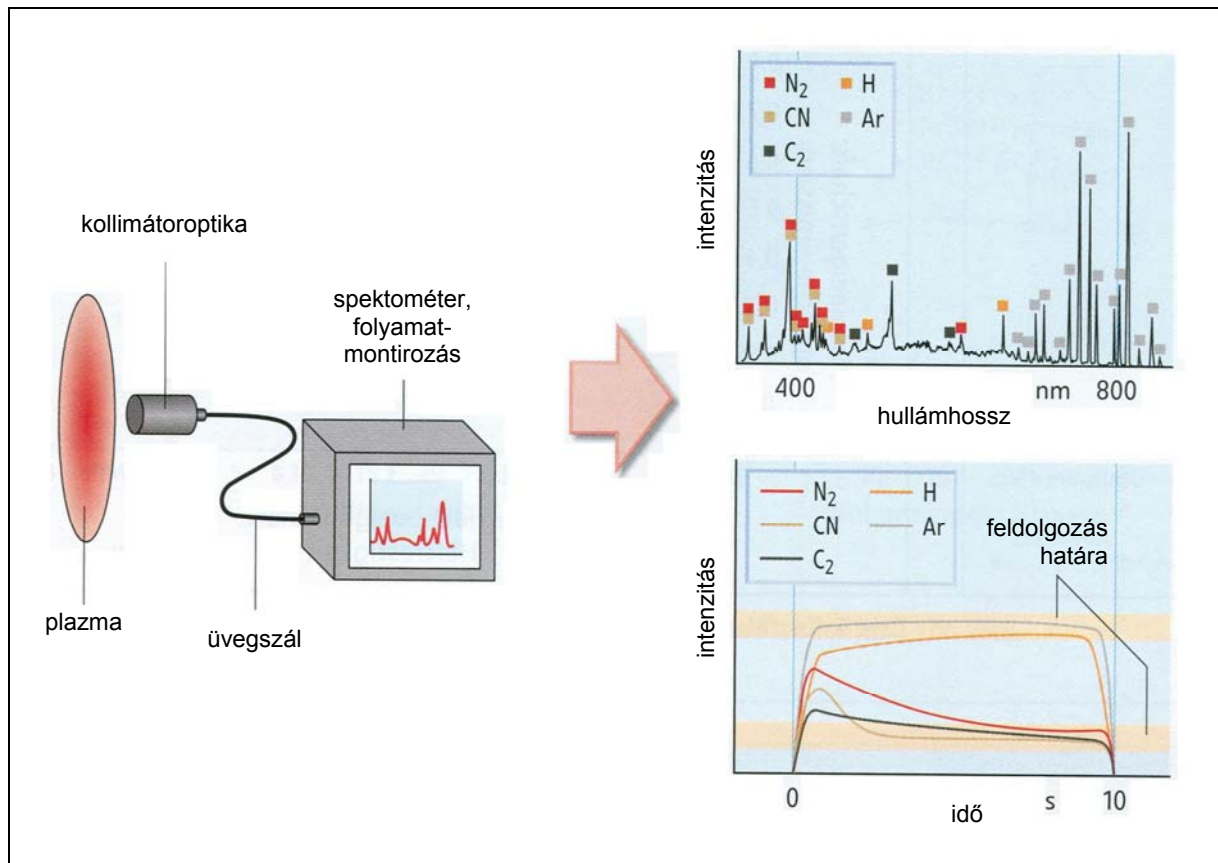 kollimátoroptika
spektométer,
folyamat-
montirozás
plazma
üvegszál
intenzitás
N₂
H
CN
Ar
C₂
400
nm
800
hullámhossz
intenzitás
N₂
H
CN
Ar
C₂
feldolgozás
határa
0
s
10
idő